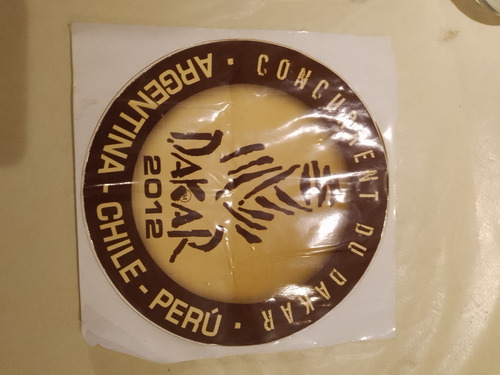 CONCURRENT DU DAKAR
DAKAR
2012
ARGENTINA - CHILE - PERÚ